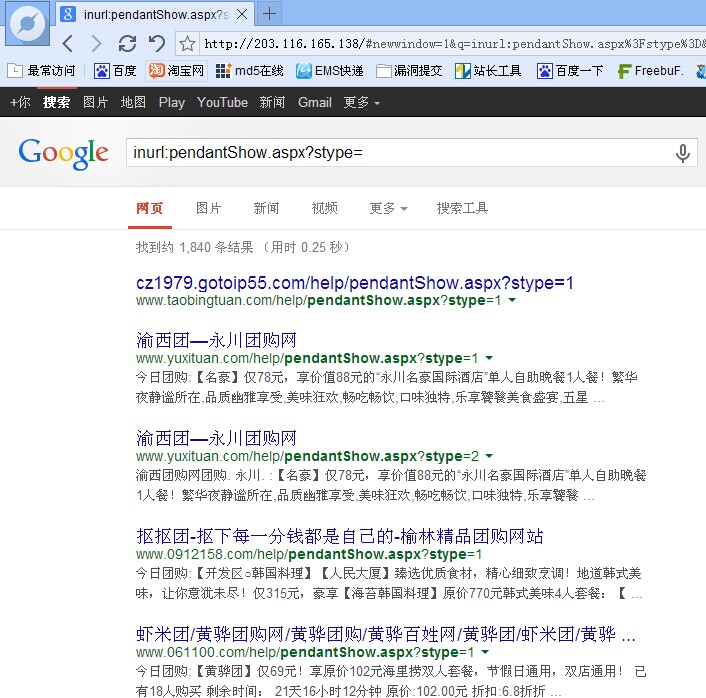 inurl:pendantShow.aspx?s
http://203.116.165.138/#newwindow=1&q=inurl:pendantShow.aspx%3Fstype%3D&
最常访问 百度 淘宝网 md5在线 EMS快递 漏洞提交 站长工具 百度一下 FreebuF.
+你 搜索 图片 地图 Play YouTube 新闻 Gmail 更多
Google inurl:pendantShow.aspx?stype=
网页 图片 新闻 视频 更多 搜索工具
找到约 1,840 条结果 （用时 0.25 秒）
cz1979.gotoip55.com/help/pendantShow.aspx?stype=1
www.taobingtuan.com/help/pendantShow.aspx?stype=1
渝西团—永川团购网
www.yuxituan.com/help/pendantShow.aspx?stype=1
今日团购:【名豪】仅78元，享价值88元的“永川名豪国际酒店”单人自助晚餐1人餐！繁华
夜静谧所在,品质幽雅享受,美味狂欢,畅吃畅饮,口味独特,乐享饕餮美食盛宴,五星 ...
渝西团—永川团购网
www.yuxituan.com/help/pendantShow.aspx?stype=2
渝西团购网团购. 永川. :【名豪】仅78元，享价值88元的“永川名豪国际酒店”单人自助晚餐
1人餐！繁华夜静谧所在,品质幽雅享受,美味狂欢,畅吃畅饮,口味独特,乐享饕餮 ...
抠抠团-抠下每一分钱都是自己的-榆林精品团购网站
www.0912158.com/help/pendantShow.aspx?stype=1
今日团购:【开发区○韩国料理】【人民大厦】臻选优质食材，精心细致烹调！地道韩式美
味，让你意犹未尽！仅315元，豪享【海苔韩国料理】原价770元韩式美味4人套餐：【 ...
虾米团/黄骅团购网/黄骅团购/黄骅百姓网/黄骅团/虾米团/黄骅 ...
www.061100.com/help/pendantShow.aspx?stype=1
今日团购:【黄骅团】仅69元！享原价102元海里捞双人套餐，节假日通用，双店通用！ 已
有18人购买 剩余时间： 21天16小时12分钟 原价:102.00元 折扣:6.8折折 ...